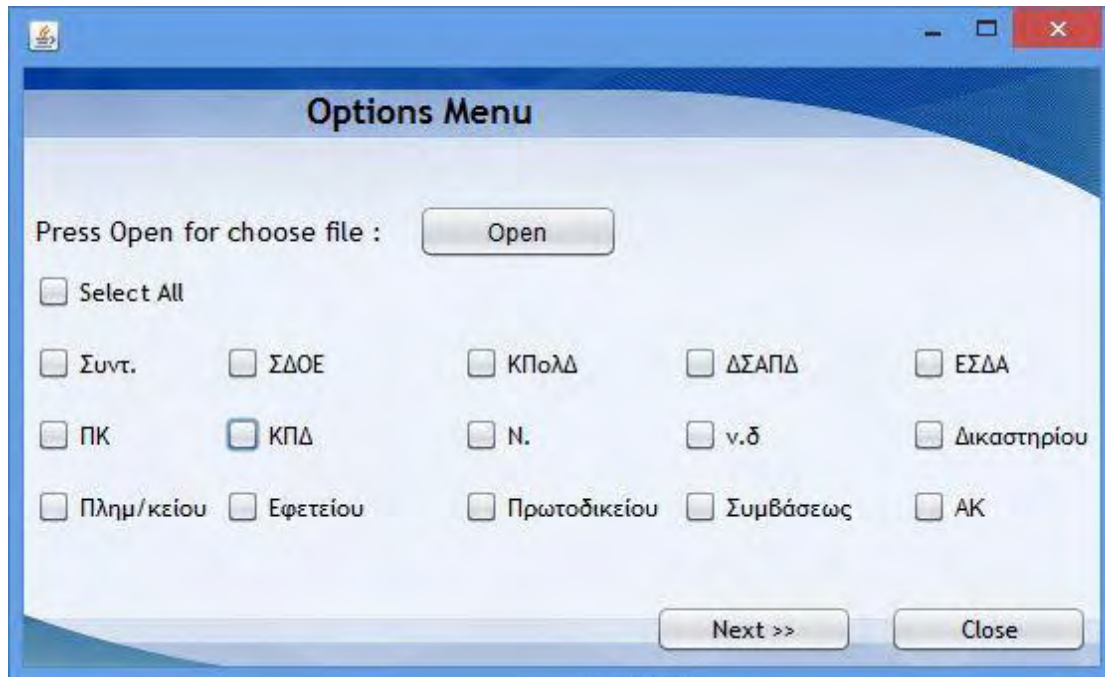 Options Menu
Press Open for choose file : Open
Select All
Συντ. ΣΔΟΕ ΚΠολΔ ΔΣΑΠΔ ΕΣΔΑ
ΠΚ ΚΠΔ Ν. ν.δ Δικαστηρίου
Πλημ/κείου Εφετείου Πρωτοδικείου Συμβάσεως ΑΚ
Next >> Close